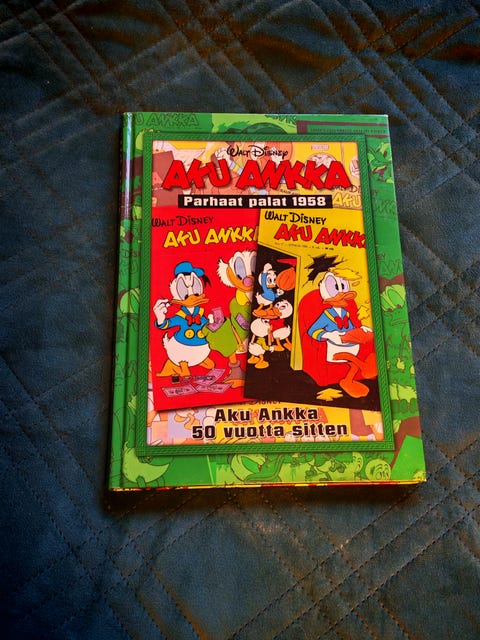 WALT DISNEY
AKU ANKKA
Parhaat palat 1958
WALT DISNEY
AKU ANKKA
WALT DISNEY
AKU ANKK
Aku Ankka
50 vuotta sitten